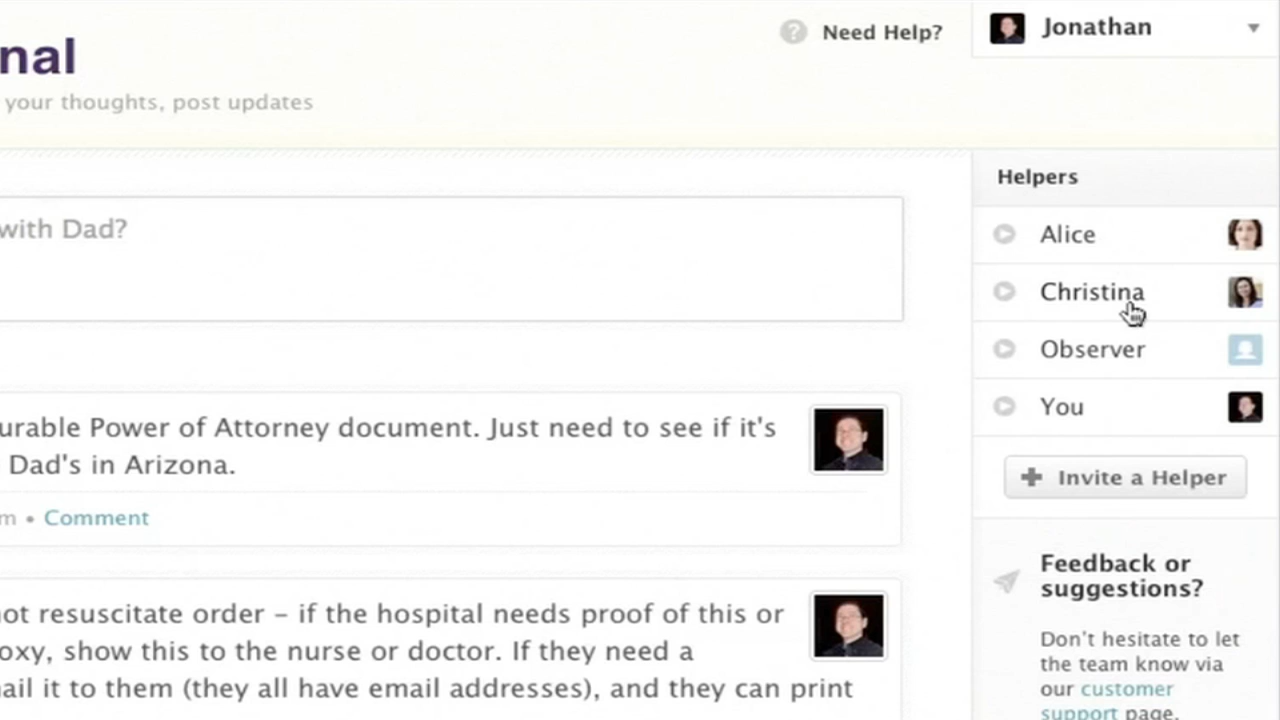 nal
your thoughts, post updates
Need Help?
Jonathan
with Dad?
urable Power of Attorney document. Just need to see if it's
Dad's in Arizona.
m • Comment
not resuscitate order – if the hospital needs proof of this or
oxy, show this to the nurse or doctor. If they need a
ail it to them (they all have email addresses), and they can print
Helpers
Alice
Christina
Observer
You
Invite a Helper
Feedback or
suggestions?
Don't hesitate to let
the team know via
our customer
support page.